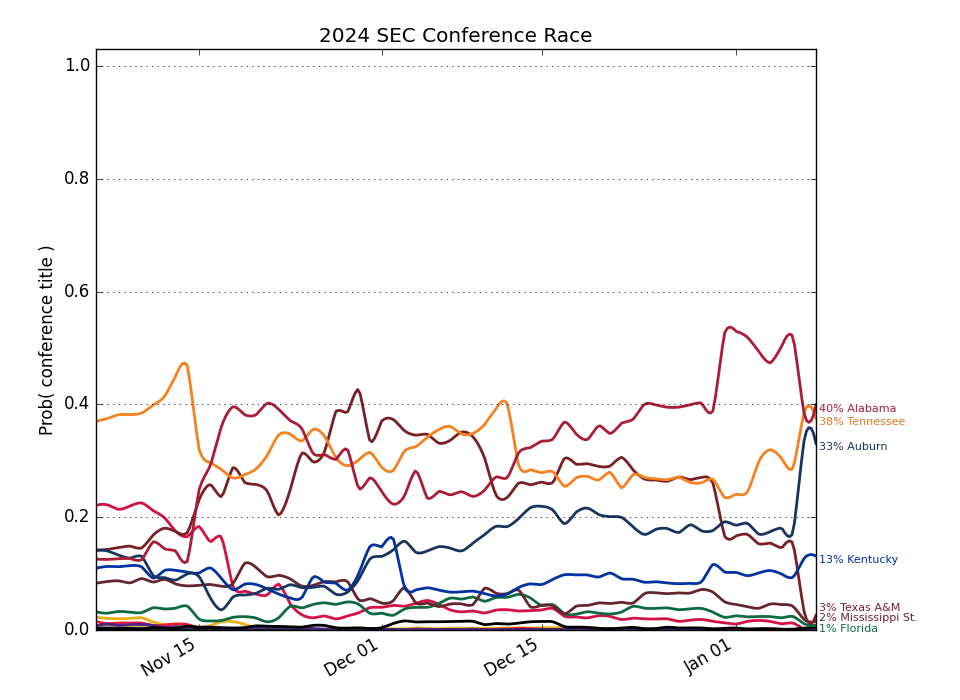 2024 SEC Conference Race
1.0
0.8
0.6
0.4
0.2
0.0
Prob( conference title )
40% Alabama
38% Tennessee
33% Auburn
13% Kentucky
3% Texas A&M
2% Mississippi St.
1% Florida
Nov 15
Dec 01
Dec 15
Jan 01